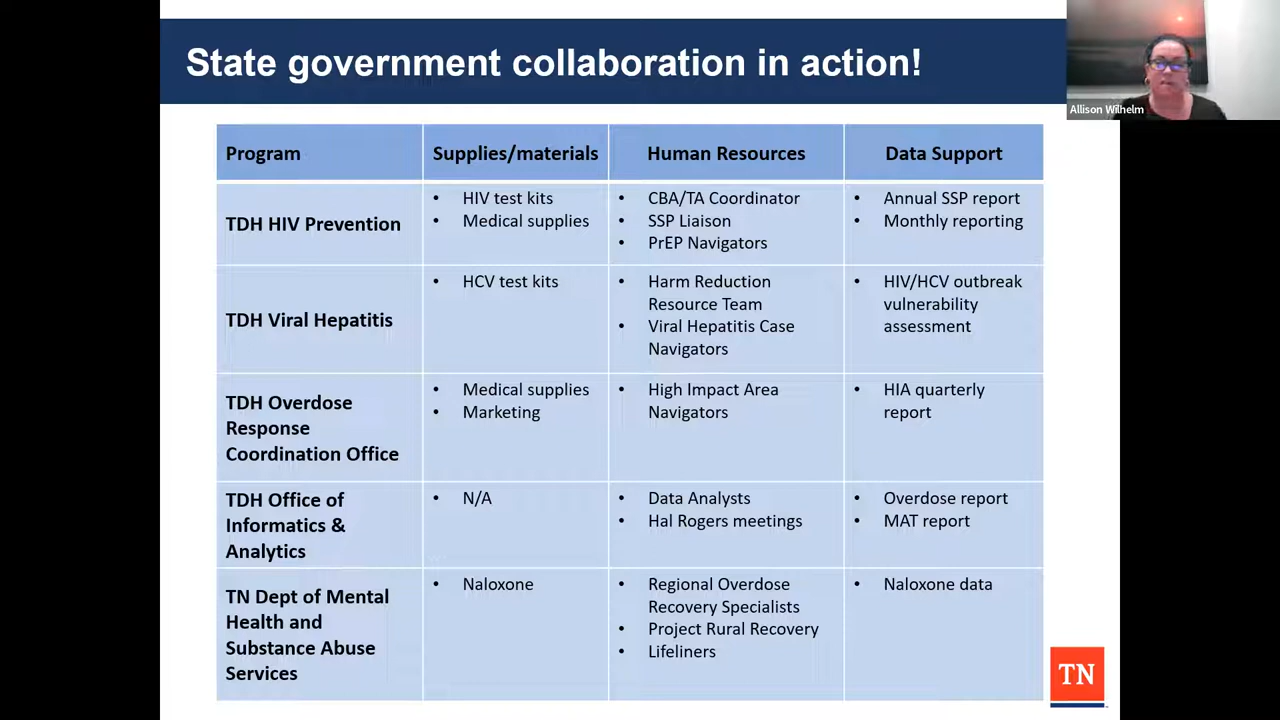 State government collaboration in action!
Allison Wilhelm
Program
Supplies/materials
Human Resources
Data Support
TDH HIV Prevention
• HIV test kits
• Medical supplies
• CBA/TA Coordinator
• SSP Liaison
• PrEP Navigators
• Annual SSP report
• Monthly reporting
TDH Viral Hepatitis
• HCV test kits
• Harm Reduction
Resource Team
• Viral Hepatitis Case
Navigators
• HIV/HCV outbreak
vulnerability
assessment
TDH Overdose
Response
Coordination Office
• Medical supplies
• Marketing
• High Impact Area
Navigators
• HIA quarterly
report
TDH Office of
Informatics &
Analytics
• N/A
• Data Analysts
• Hal Rogers meetings
• Overdose report
• MAT report
TN Dept of Mental
Health and
Substance Abuse
Services
• Naloxone
• Regional Overdose
Recovery Specialists
• Project Rural Recovery
• Lifeliners
• Naloxone data
TN